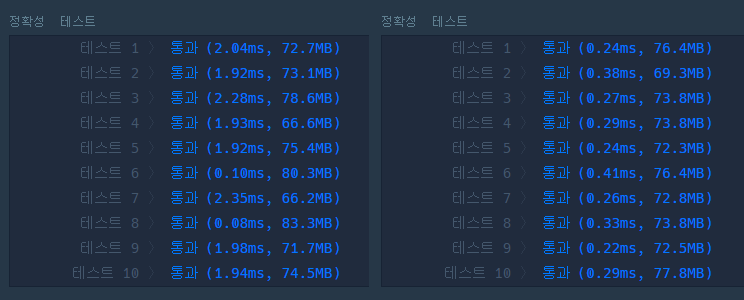 정확성 테스트
테스트 1 〉 통과 (2.04ms, 72.7MB)
테스트 2 〉 통과 (1.92ms, 73.1MB)
테스트 3 〉 통과 (2.28ms, 78.6MB)
테스트 4 〉 통과 (1.93ms, 66.6MB)
테스트 5 〉 통과 (1.92ms, 75.4MB)
테스트 6 〉 통과 (0.10ms, 80.3MB)
테스트 7 〉 통과 (2.35ms, 66.2MB)
테스트 8 〉 통과 (0.08ms, 83.3MB)
테스트 9 〉 통과 (1.98ms, 71.7MB)
테스트 10 〉 통과 (1.94ms, 74.5MB)
정확성 테스트
테스트 1 〉 통과 (0.24ms, 76.4MB)
테스트 2 〉 통과 (0.38ms, 69.3MB)
테스트 3 〉 통과 (0.27ms, 73.8MB)
테스트 4 〉 통과 (0.29ms, 73.8MB)
테스트 5 〉 통과 (0.24ms, 72.3MB)
테스트 6 〉 통과 (0.41ms, 76.4MB)
테스트 7 〉 통과 (0.26ms, 72.8MB)
테스트 8 〉 통과 (0.33ms, 73.8MB)
테스트 9 〉 통과 (0.22ms, 72.5MB)
테스트 10 〉 통과 (0.29ms, 77.8MB)